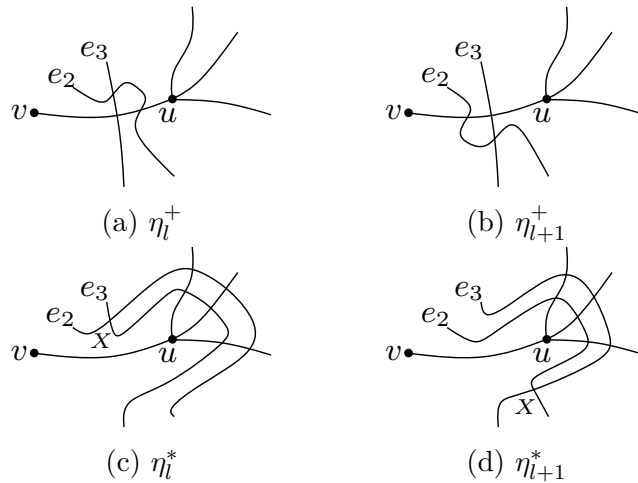 e₃ e₃
e₂ e₂
v u v u
(a) η_l^+ (b) η_{l+1}^+
e₃ e₃
e₂ e₂
X
v u v u
X
(c) η_l^* (d) η_{l+1}^*